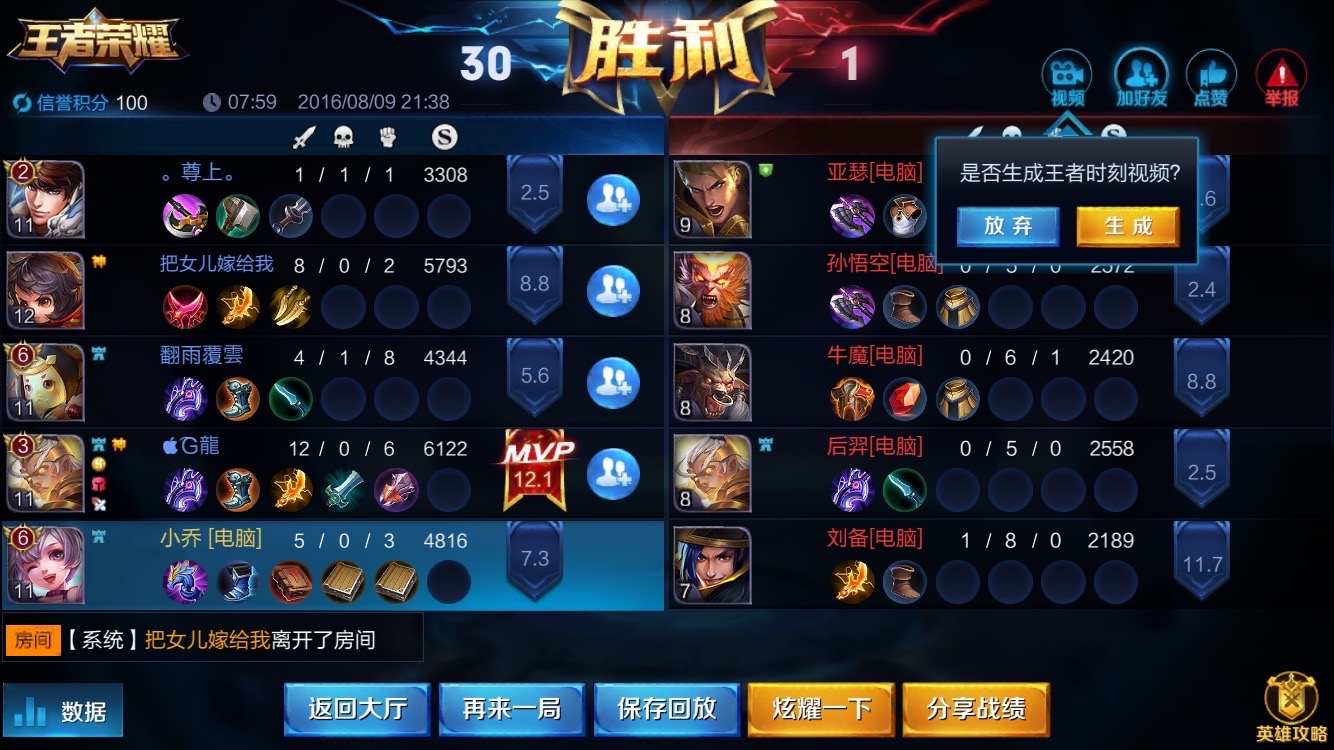 王者荣耀
30 胜利 1
信誉积分 100 07:59 2016/08/09 21:38
视频 加好友 点赞 举报
S
是否生成王者时刻视频?
放弃 生成
2 11 。尊上。 1 / 1 / 1 3308 2.5
9 亚瑟[电脑] .6
12 神 把女儿嫁给我 8 / 0 / 2 5793 8.8
8 孙悟空[电脑] 0 / 5 / 0 2572 2.4
6 11 翻雨覆雲 4 / 1 / 8 4344 5.6
8 牛魔[电脑] 0 / 6 / 1 2420 8.8
3 11 神 G龍 12 / 0 / 6 6122 MVP 12.1
8 后羿[电脑] 0 / 5 / 0 2558 2.5
6 11 小乔 [电脑] 5 / 0 / 3 4816 7.3
7 刘备[电脑] 1 / 8 / 0 2189 11.7
房间 【系统】把女儿嫁给我离开了房间
数据 返回大厅 再来一局 保存回放 炫耀一下 分享战绩 英雄攻略